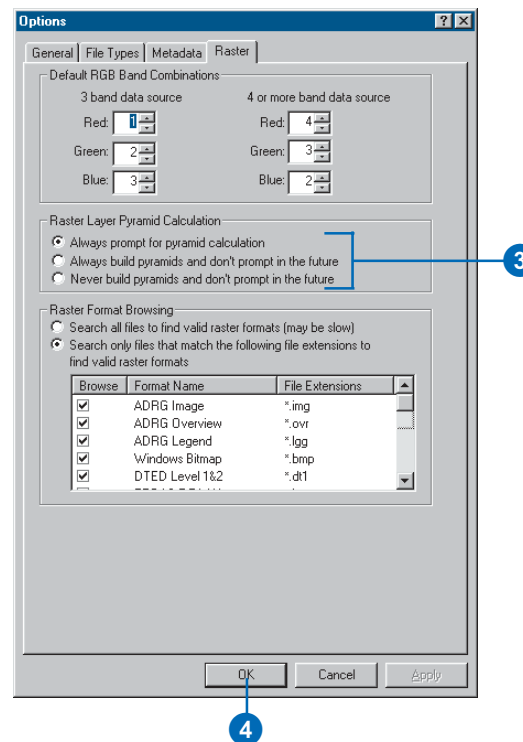 Options
General File Types Metadata Raster
Default RGB Band Combinations
3 band data source 4 or more band data source
Red: 1 Red: 4
Green: 2 Green: 3
Blue: 3 Blue: 2
Raster Layer Pyramid Calculation
Always prompt for pyramid calculation
Always build pyramids and don't prompt in the future
Never build pyramids and don't prompt in the future
3
Raster Format Browsing
Search all files to find valid raster formats (may be slow)
Search only files that match the following file extensions to
find valid raster formats
Browse Format Name File Extensions
ADRG Image *.img
ADRG Overview *.ovr
ADRG Legend *.lgg
Windows Bitmap *.bmp
DTED Level 1&2 *.dt1
OK Cancel Apply
4